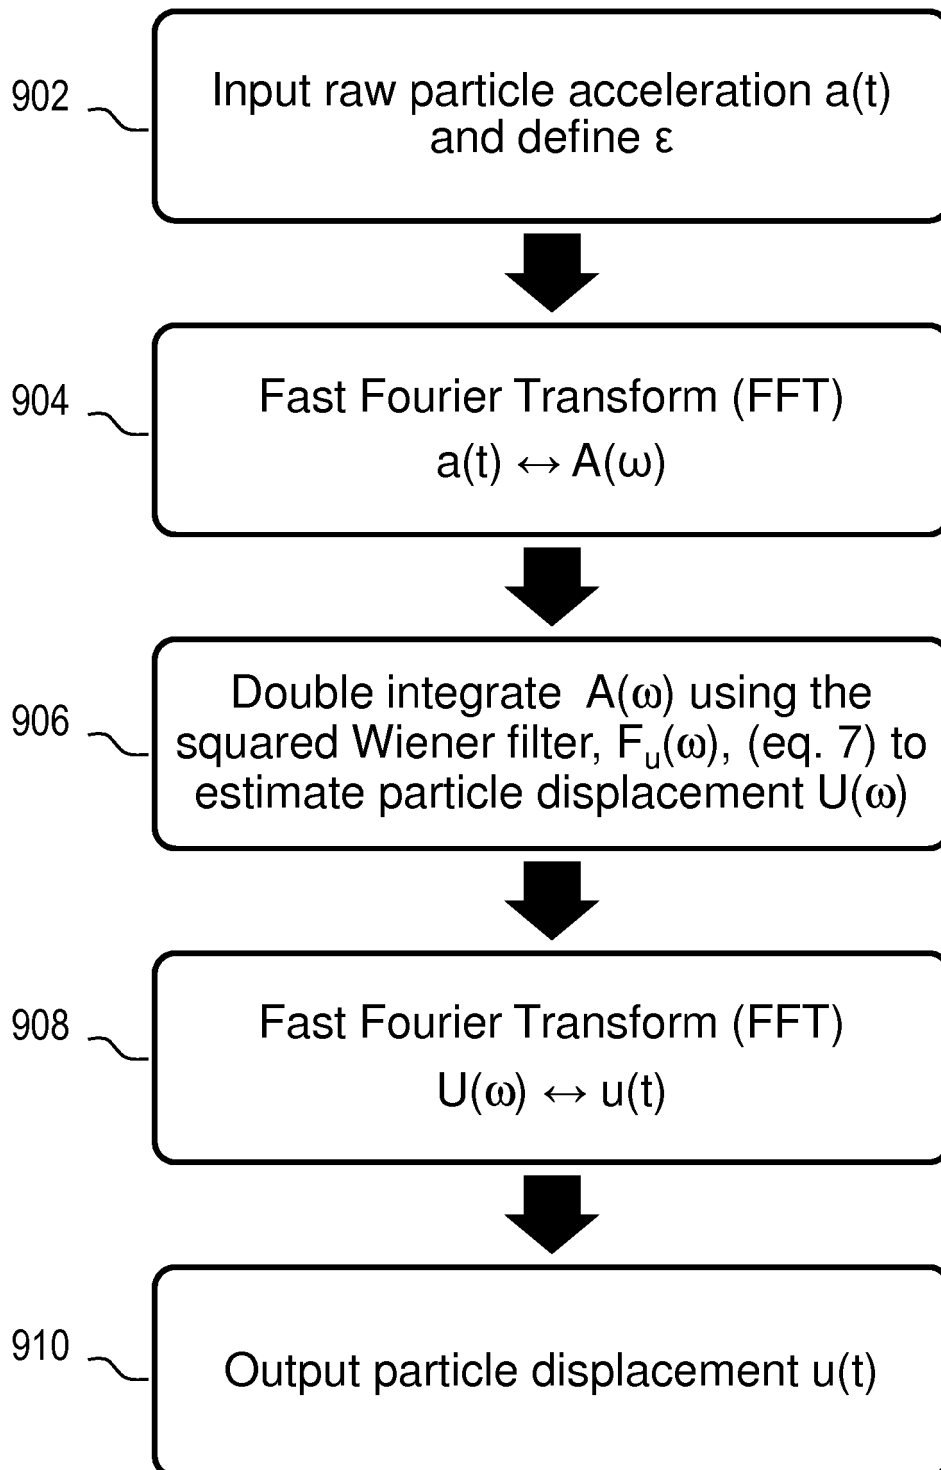 902
Input raw particle acceleration a(t)
and define ε
904
Fast Fourier Transform (FFT)
a(t) ↔ A(ω)
906
Double integrate A(ω) using the
squared Wiener filter, Fᵤ(ω), (eq. 7) to
estimate particle displacement U(ω)
908
Fast Fourier Transform (FFT)
U(ω) ↔ u(t)
910
Output particle displacement u(t)